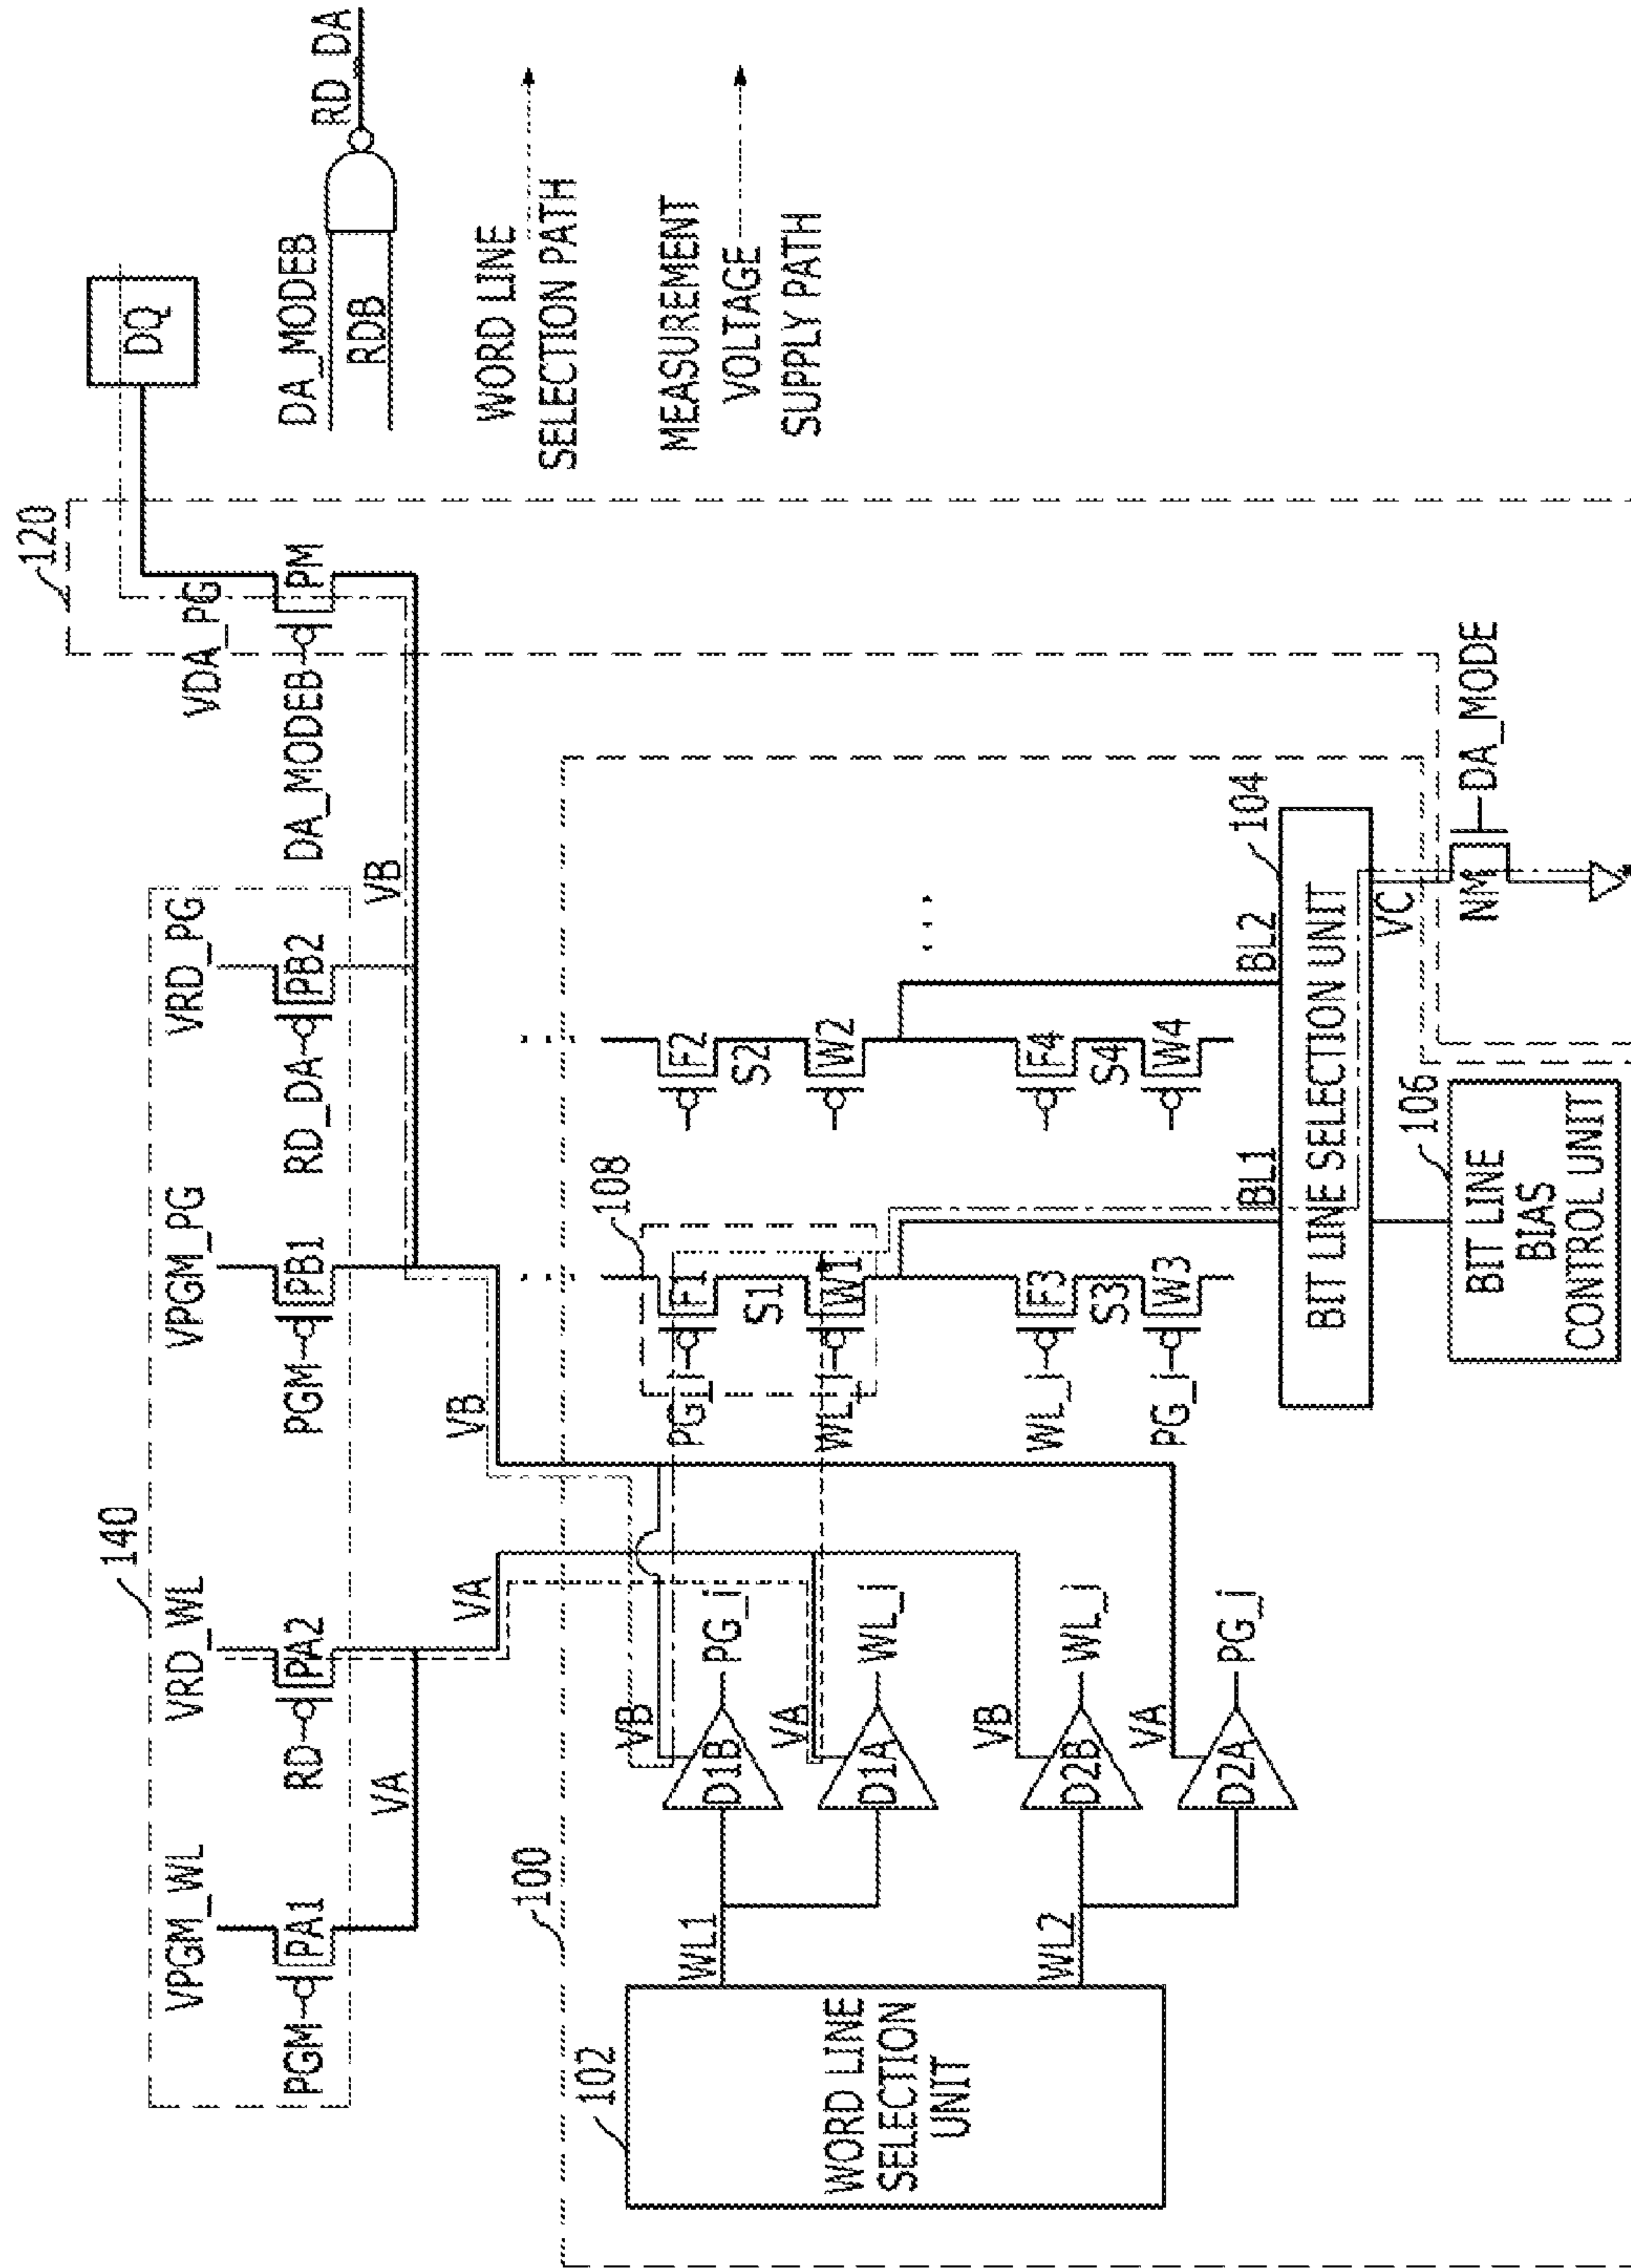 140
VPGM_WL
VRD_WL
VPGM_PG
VRD_PG
PGM
PA1
RD
PA2
PGM
PB1
RD_DA
PB2
VA
VA
VB
VB
120
VDA_PG
DA_MODEB
PM
DQ
DA_MODEB
RDB
RD_DA
WORD LINE
SELECTION PATH
MEASUREMENT
VOLTAGE
SUPPLY PATH
100
102
WORD LINE
SELECTION
UNIT
WL1
WL2
VB
D1B
PG_i
VA
D1A
WL_j
VB
D2B
WL_j
VA
D2A
PG_j
108
PG_i
F1
S1
WL_i
W1
WL_j
F3
S3
PG_j
W3
F2
S2
W2
F4
S4
W4
...
BL1
BL2
104
BIT LINE SELECTION UNIT
106
BIT LINE
BIAS
CONTROL UNIT
VC
NM
DA_MODE